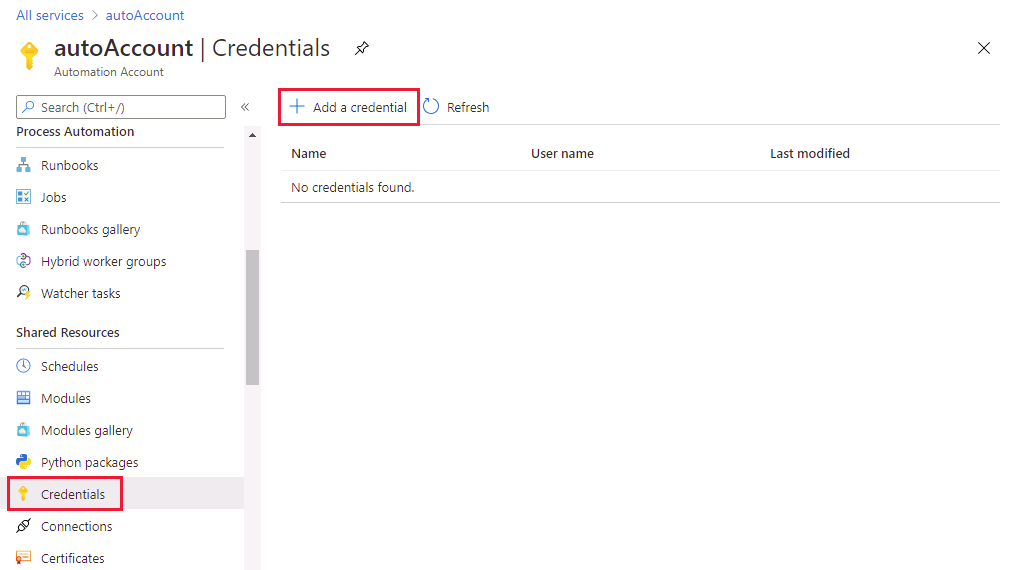 All services > autoAccount
autoAccount | Credentials
Automation Account
Search (Ctrl+/)
«
Process Automation
Runbooks
Jobs
Runbooks gallery
Hybrid worker groups
Watcher tasks
Shared Resources
Schedules
Modules
Modules gallery
Python packages
Credentials
Connections
Certificates
Add a credential
Refresh
Name User name Last modified
No credentials found.